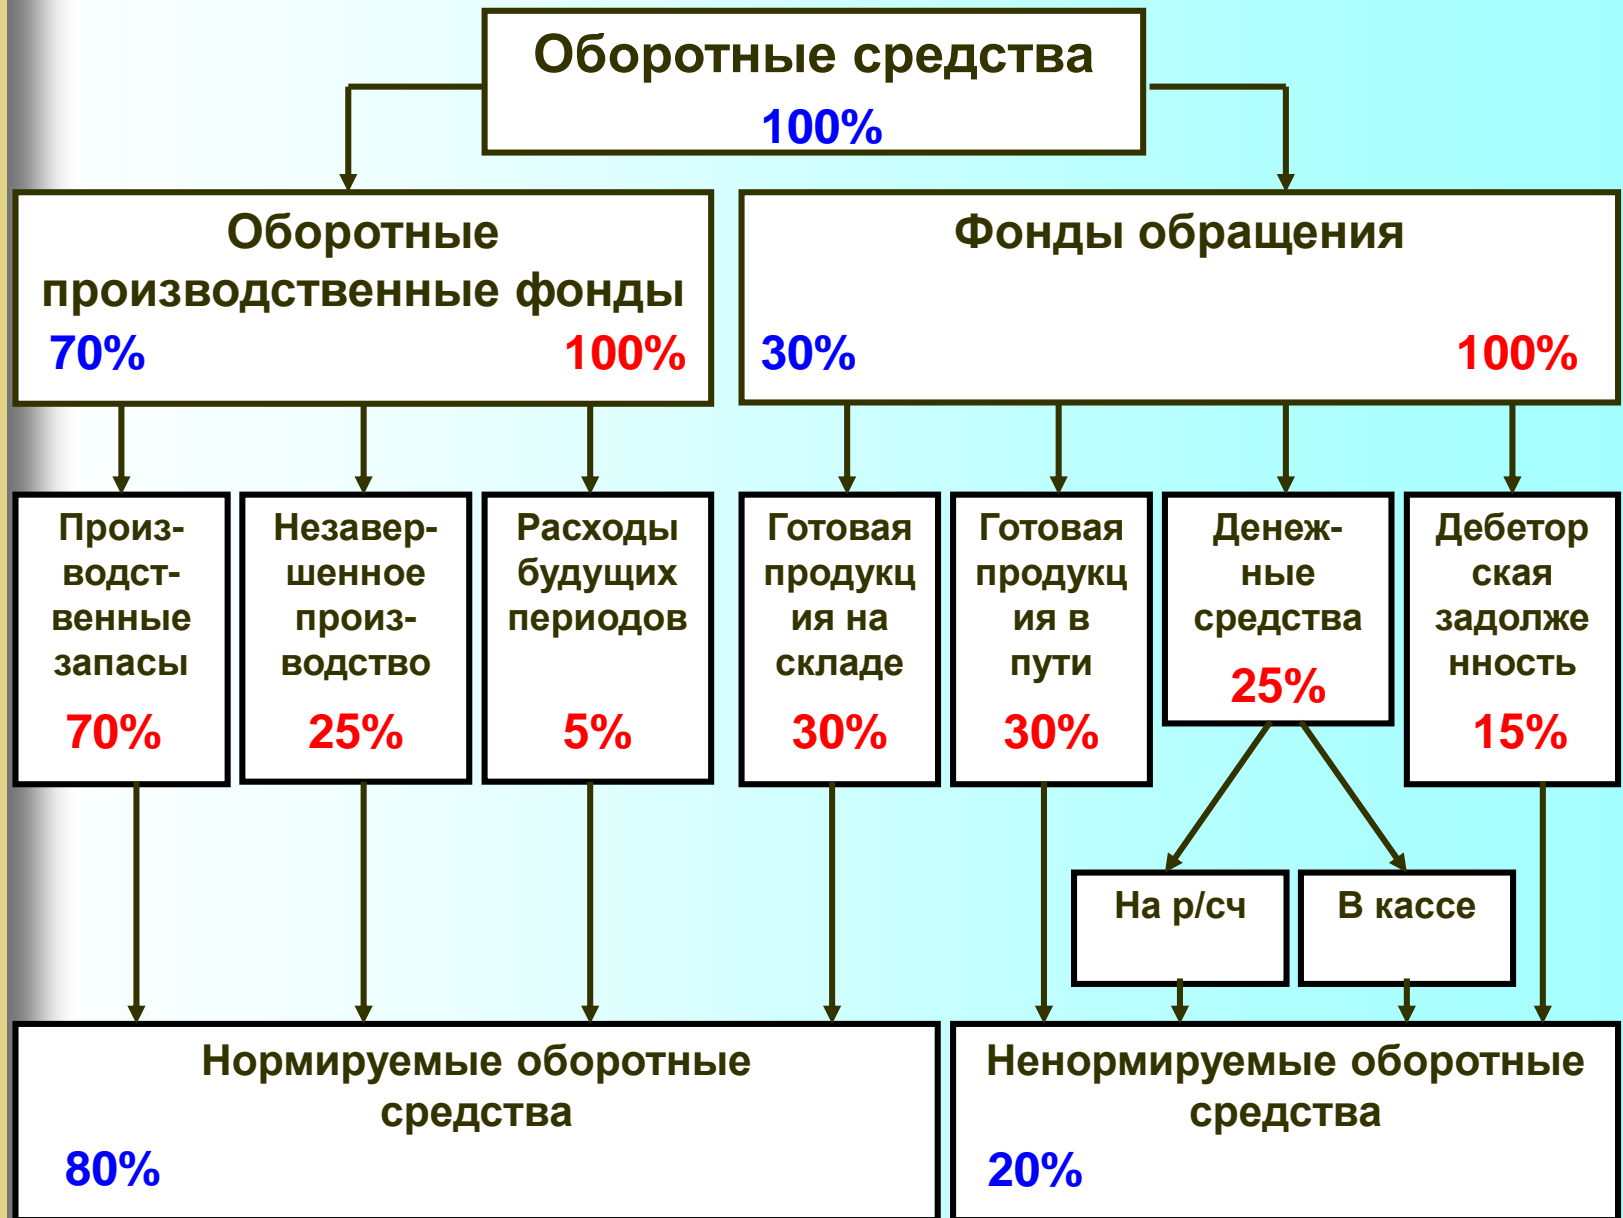 Оборотные средства
100%
Оборотные
производственные фонды
70% 100%
Фонды обращения
30% 100%
Произ-
водст-
венные
запасы
70%
Незавер-
шенное
произ-
водство
25%
Расходы
будущих
периодов
5%
Готовая
продукц
ия на
складе
30%
Готовая
продукц
ия в
пути
30%
Денеж-
ные
средства
25%
Дебетор
ская
задолже
нность
15%
На р/сч
В кассе
Нормируемые оборотные
средства
80%
Ненормируемые оборотные
средства
20%